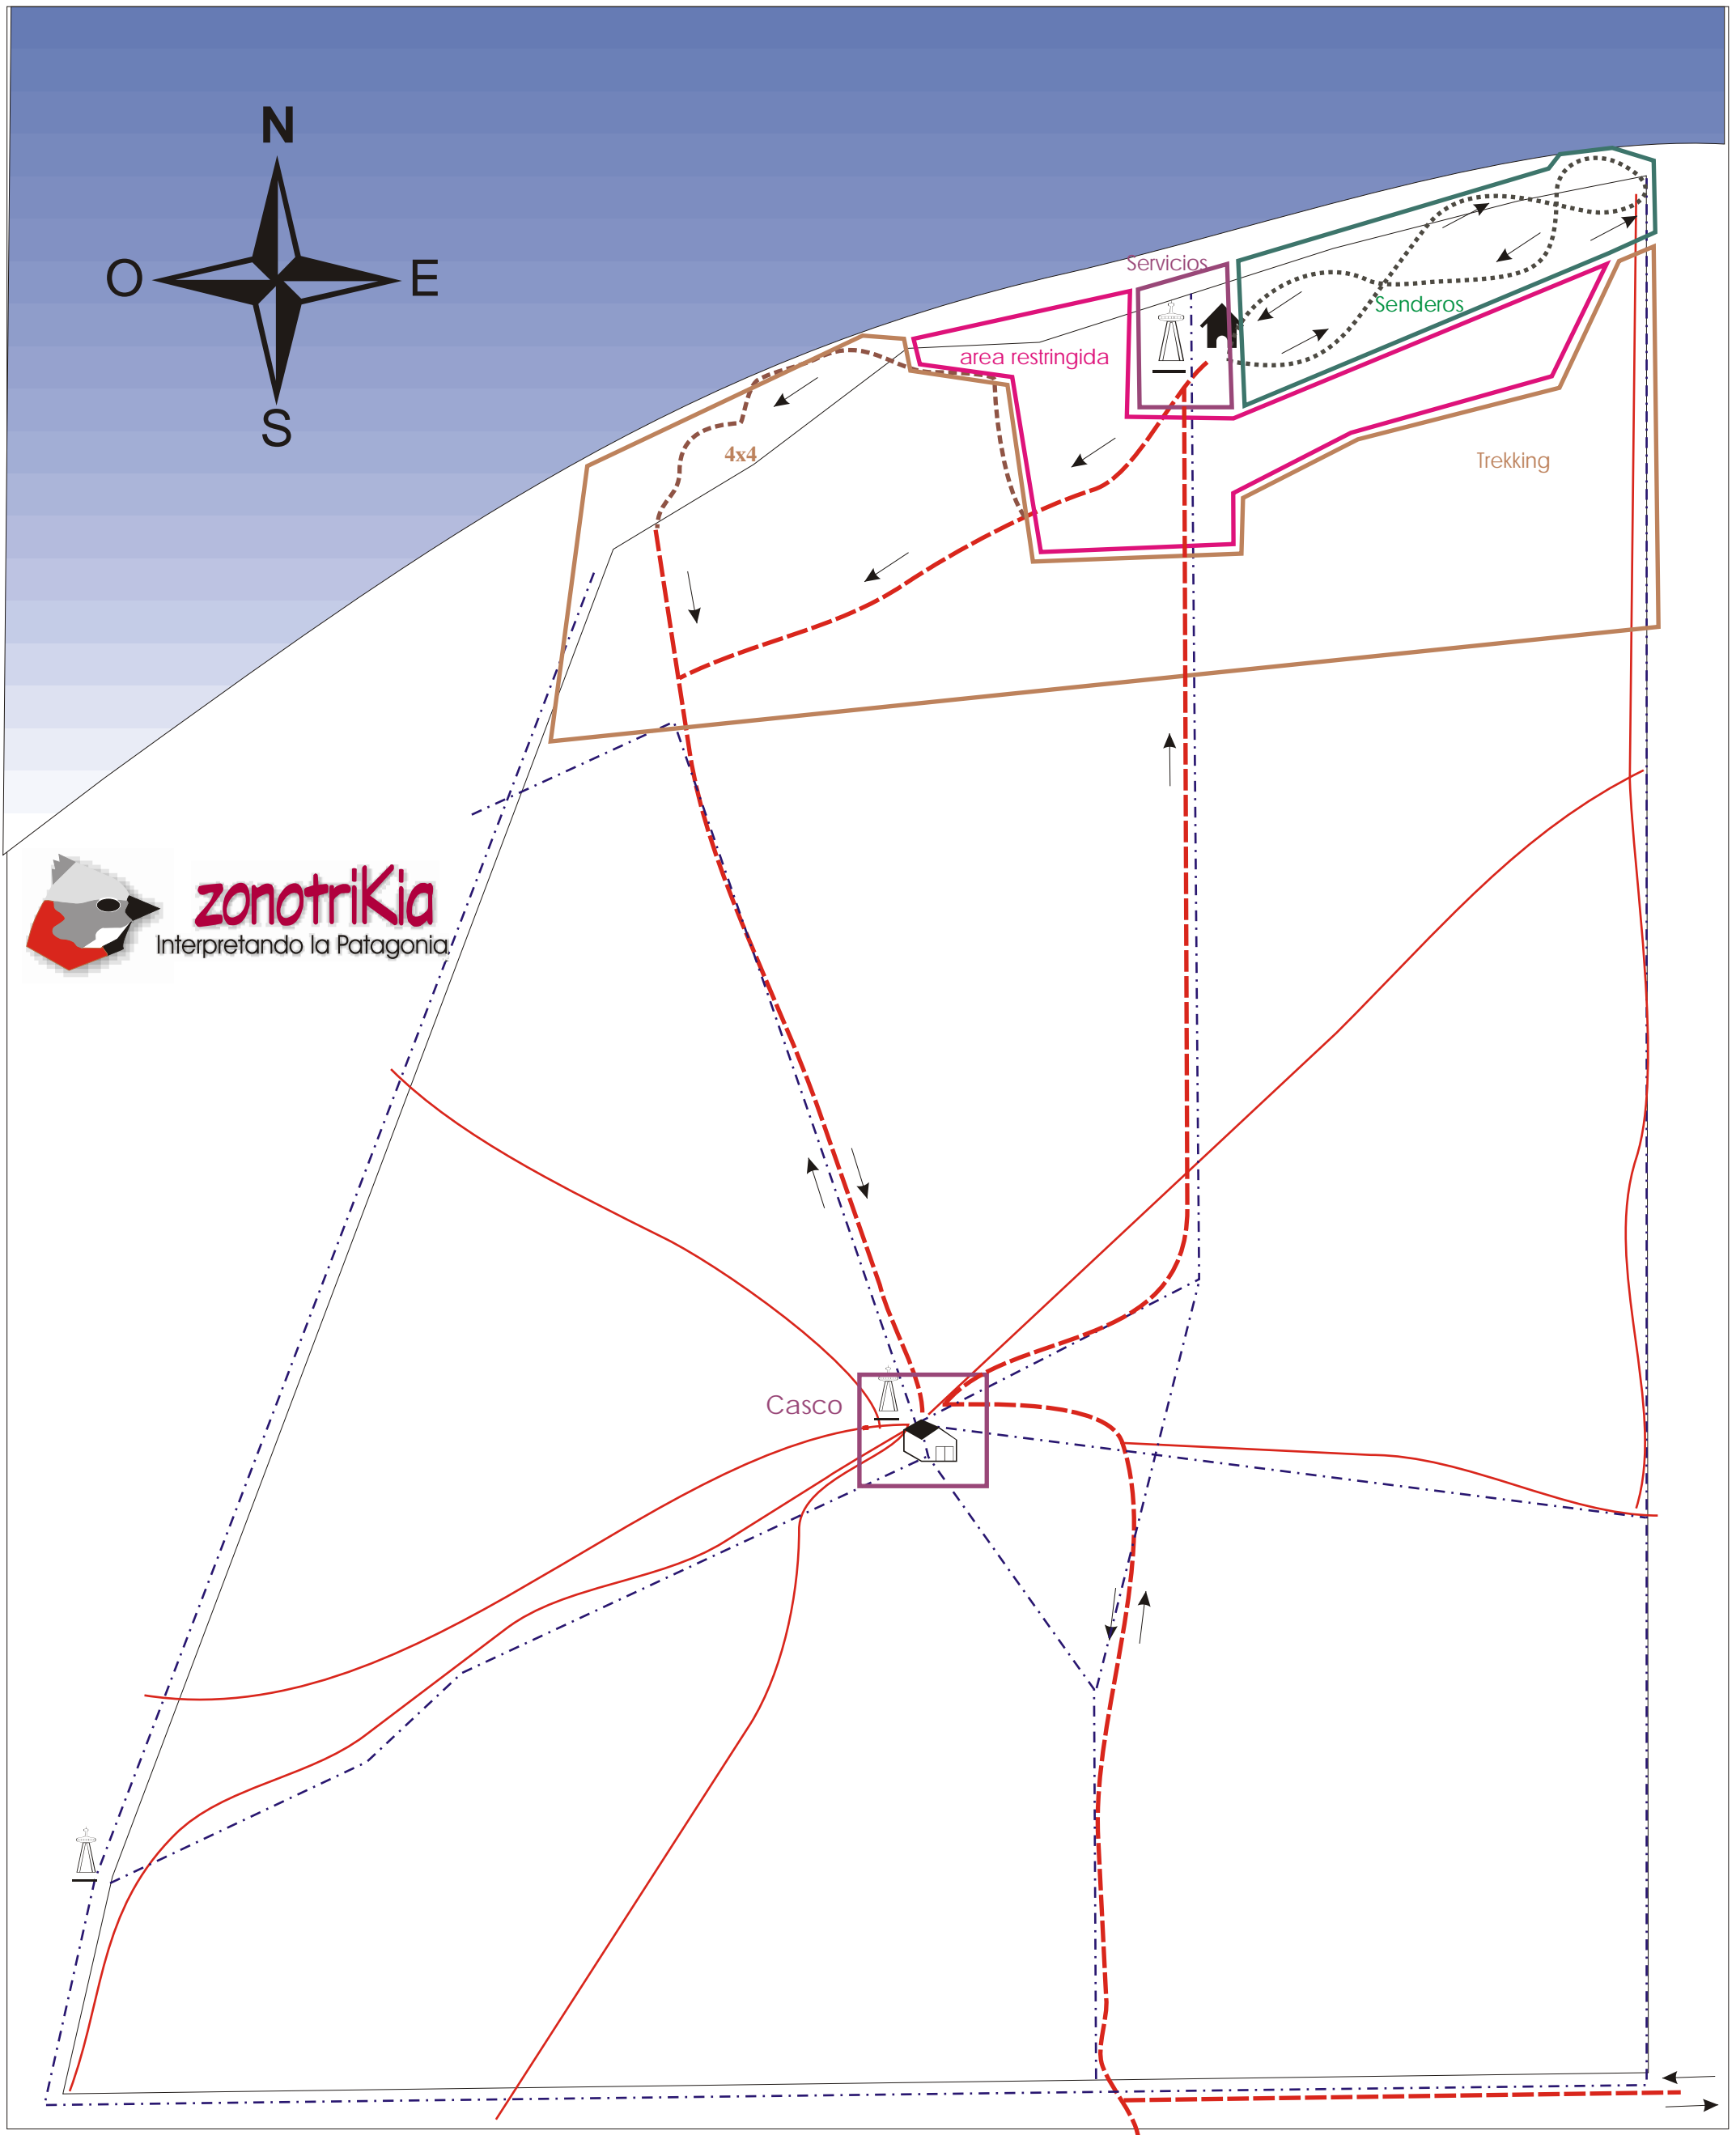 N
O
E
S
Servicios
Senderos
area restringida
4x4
Trekking
zonotriKia
Interpretando la Patagonia
Casco